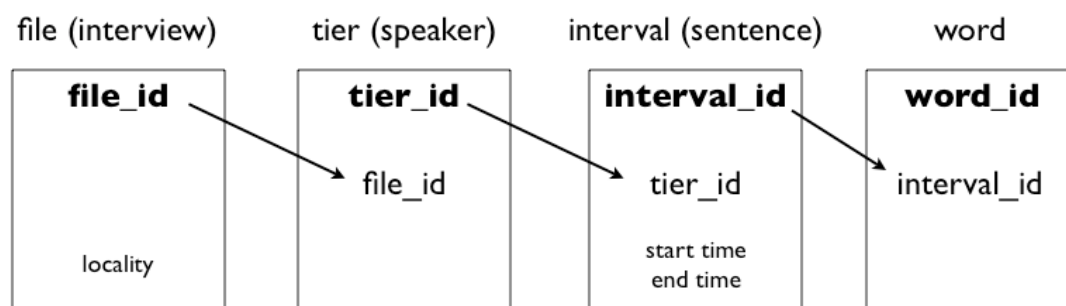 file (interview)
tier (speaker)
interval (sentence)
word
file_id
tier_id
interval_id
word_id
file_id
tier_id
interval_id
locality
start time
end time